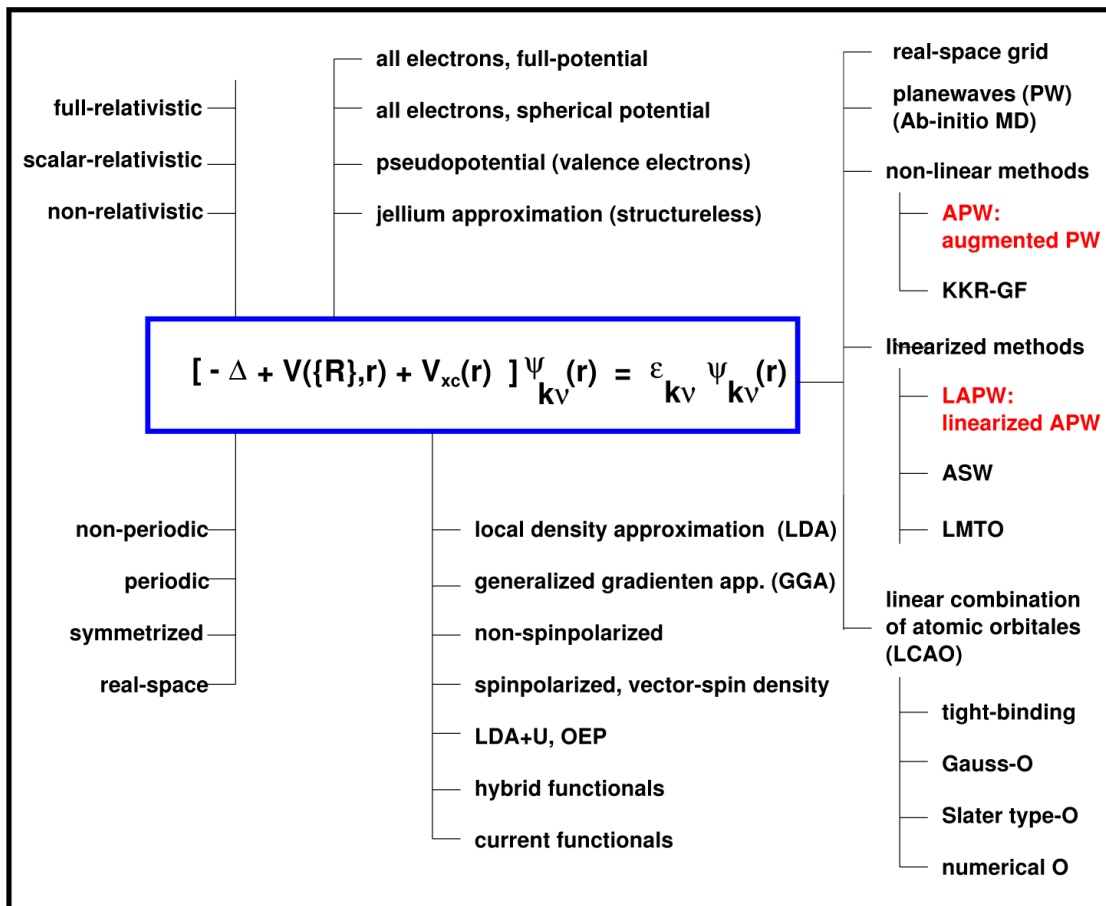 all electrons, full-potential
full-relativistic
all electrons, spherical potential
scalar-relativistic
pseudopotential (valence electrons)
non-relativistic
jellium approximation (structureless)
[ - Δ + V({R},r) + Vxc(r) ] ψkν(r) = εkν ψkν(r)
non-periodic
periodic
symmetrized
real-space
local density approximation (LDA)
generalized gradienten app. (GGA)
non-spinpolarized
spinpolarized, vector-spin density
LDA+U, OEP
hybrid functionals
current functionals
real-space grid
planewaves (PW)
(Ab-initio MD)
non-linear methods
APW:
augmented PW
KKR-GF
linearized methods
LAPW:
linearized APW
ASW
LMTO
linear combination
of atomic orbitales
(LCAO)
tight-binding
Gauss-O
Slater type-O
numerical O